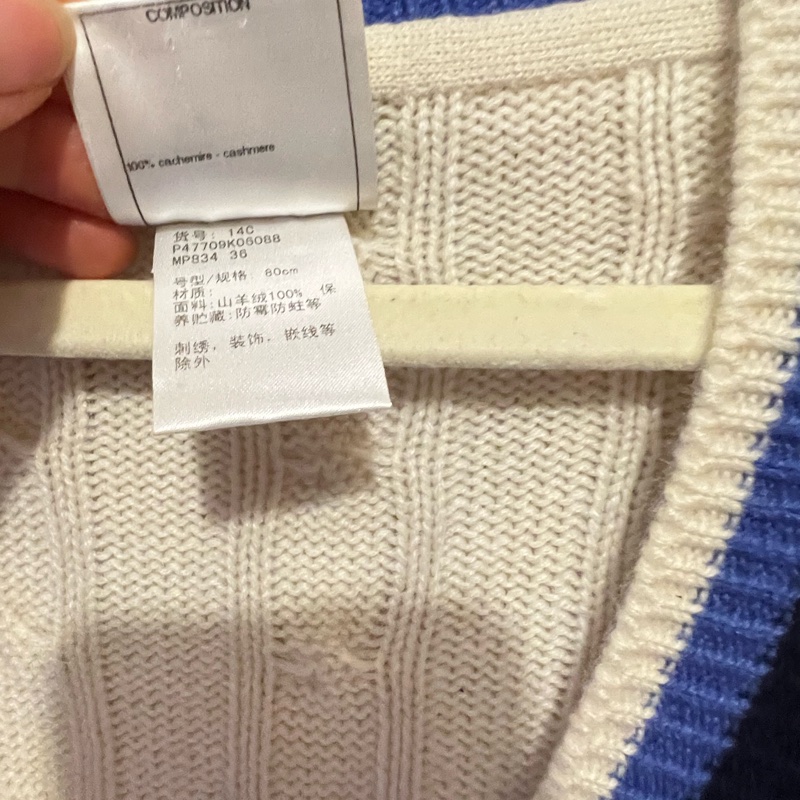 COMPOSITION
100% cachemire - cashmere
货号: 14C
P47709K06088
MP834 36
号型/规格: 80cm
材质:
面料:山羊绒100% 保
养贮藏:防霉防蛀等
刺绣，装饰，嵌线等
除外